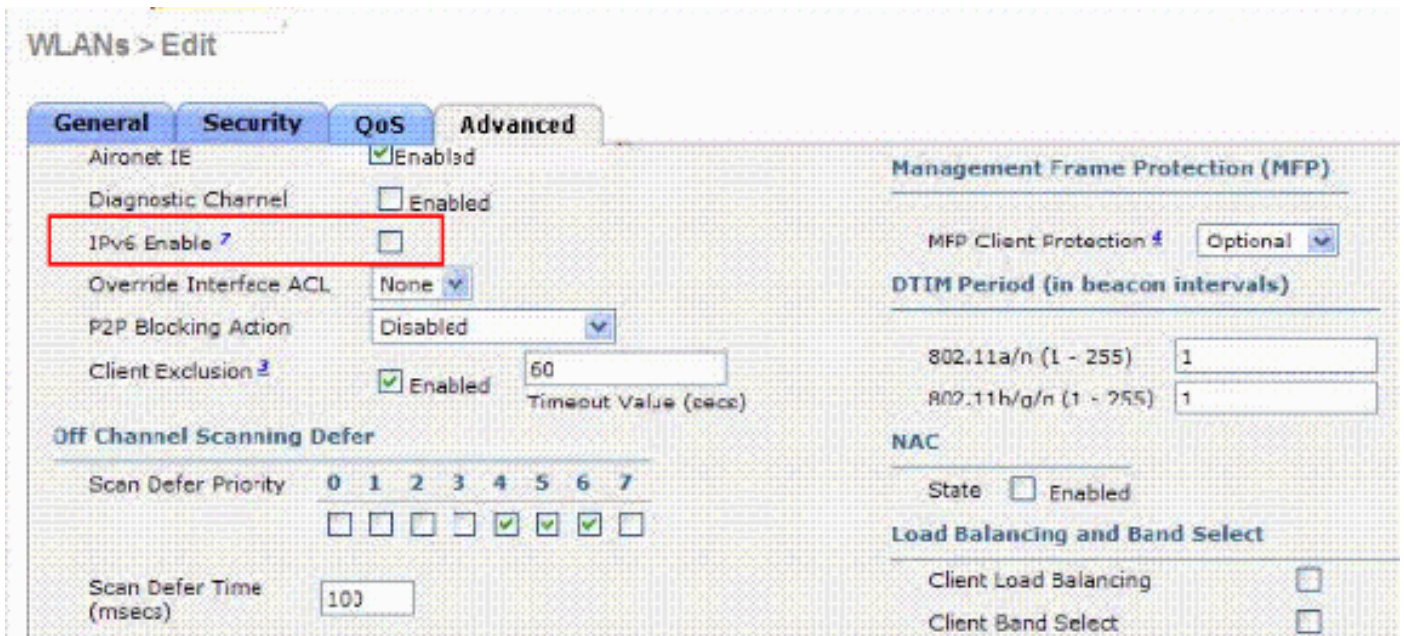 WLANs > Edit
General Security QoS Advanced
Aironet IE Enabled
Diagnostic Channel Enabled
IPv6 Enable 7
Override Interface ACL None
P2P Blocking Action Disabled
Client Exclusion 3 Enabled 60
Timeout Value (secs)
Off Channel Scanning Defer
Scan Defer Priority 0 1 2 3 4 5 6 7
Scan Defer Time
(msecs)
100
Management Frame Protection (MFP)
MFP Client Protection 4 Optional
DTIM Period (in beacon intervals)
802.11a/n (1 - 255) 1
802.11b/g/n (1 - 255) 1
NAC
State Enabled
Load Balancing and Band Select
Client Load Balancing
Client Band Select